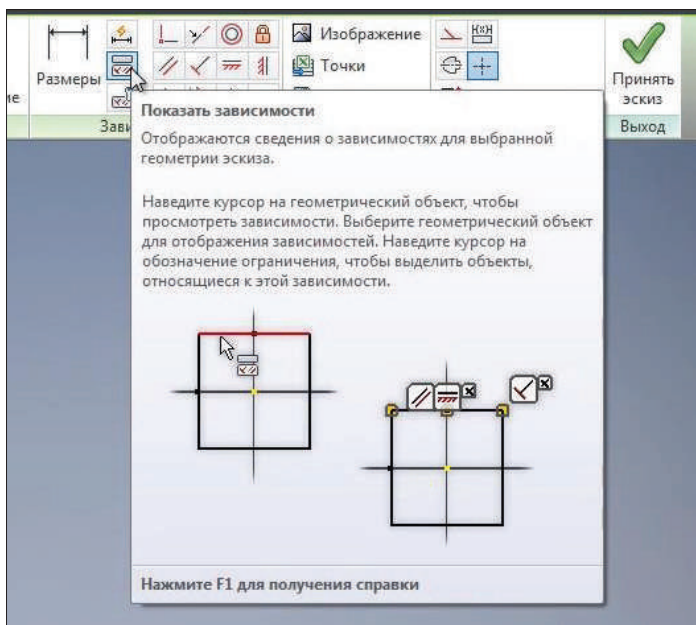 Изображение
Размеры
Точки
Принять
эскиз
ие
Зави
Выход
Показать зависимости
Отображаются сведения о зависимостях для выбранной
геометрии эскиза.
Наведите курсор на геометрический объект, чтобы
просмотреть зависимости. Выберите геометрический объект
для отображения зависимостей. Наведите курсор на
обозначение ограничения, чтобы выделить объекты,
относящиеся к этой зависимости.
Нажмите F1 для получения справки